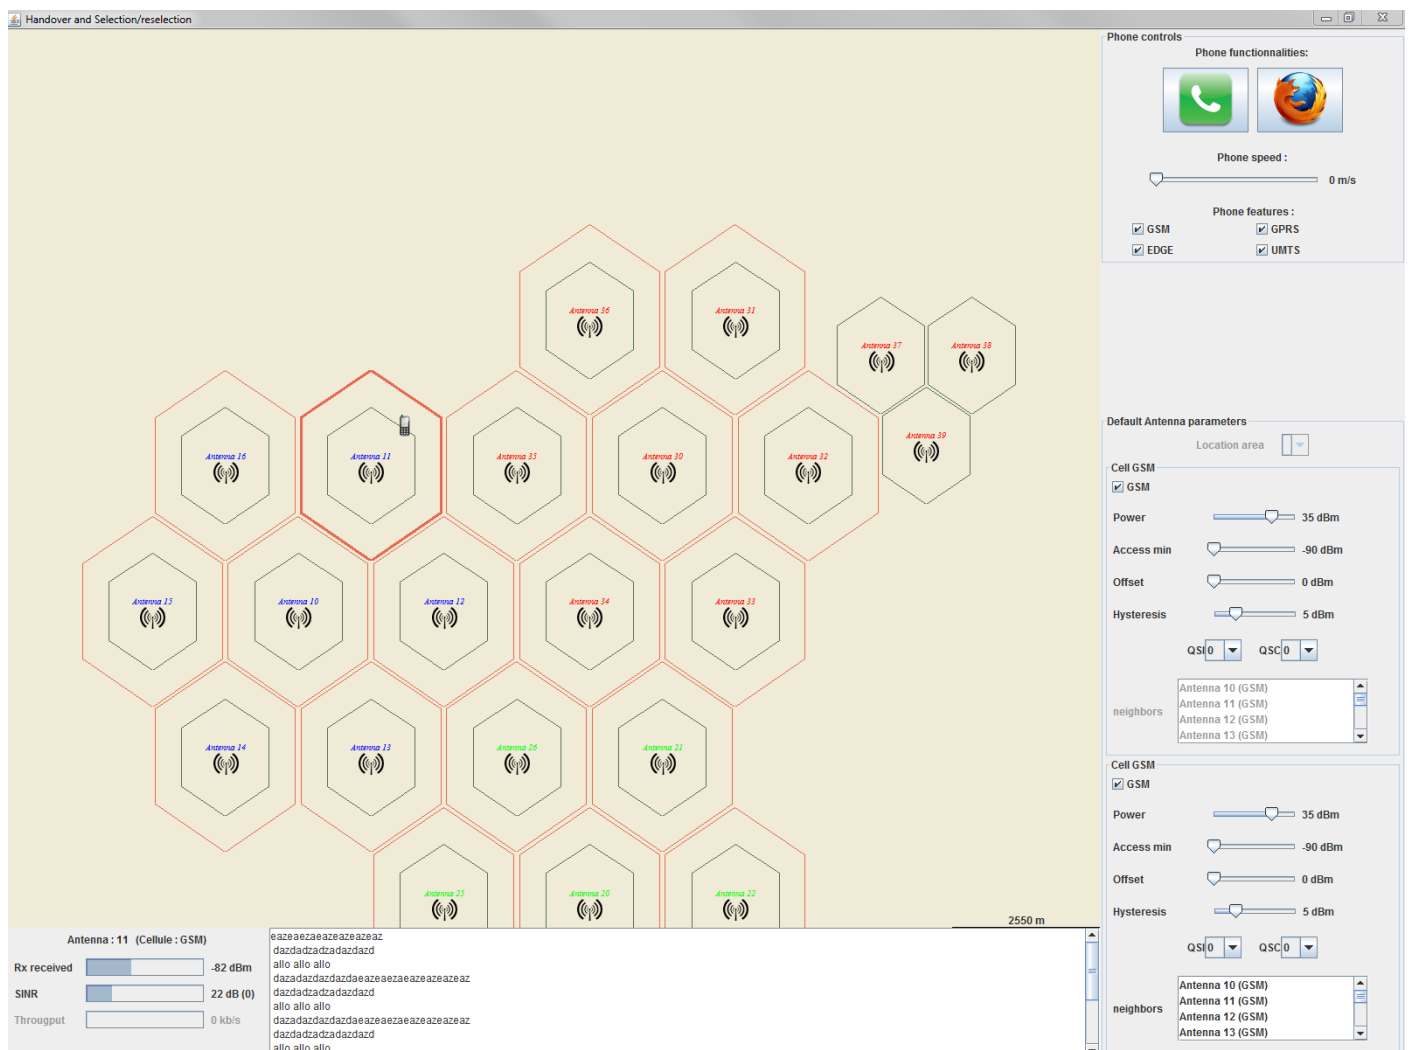 Handover and Selection/reselection
Phone controls
Phone functionnalities:
Phone speed :
0 m/s
Phone features :
GSM
GPRS
EDGE
UMTS
Antenna 36
Antenna 31
Antenna 37
Antenna 38
Antenna 16
Antenna 11
Antenna 35
Antenna 30
Antenna 32
Antenna 39
Antenna 15
Antenna 10
Antenna 12
Antenna 34
Antenna 33
Antenna 14
Antenna 13
Antenna 26
Antenna 21
Antenna 25
Antenna 20
Antenna 22
2550 m
Default Antenna parameters
Location area
Cell GSM
GSM
Power 35 dBm
Access min -90 dBm
Offset 0 dBm
Hysteresis 5 dBm
QSI 0 QSC 0
neighbors
Antenna 10 (GSM)
Antenna 11 (GSM)
Antenna 12 (GSM)
Antenna 13 (GSM)
Cell GSM
GSM
Power 35 dBm
Access min -90 dBm
Offset 0 dBm
Hysteresis 5 dBm
QSI 0 QSC 0
neighbors
Antenna 10 (GSM)
Antenna 11 (GSM)
Antenna 12 (GSM)
Antenna 13 (GSM)
Antenna : 11 (Cellule : GSM)
Rx received -82 dBm
SINR 22 dB (0)
Througput 0 kb/s
eazeaezaeazeazeazeaz
dazdadzadzadazdazd
allo allo allo
dazadazdazdazdaeazeaezaeazeazeazeaz
dazdadzadzadazdazd
allo allo allo
dazadazdazdazdaeazeaezaeazeazeazeaz
dazdadzadzadazdazd
allo allo allo